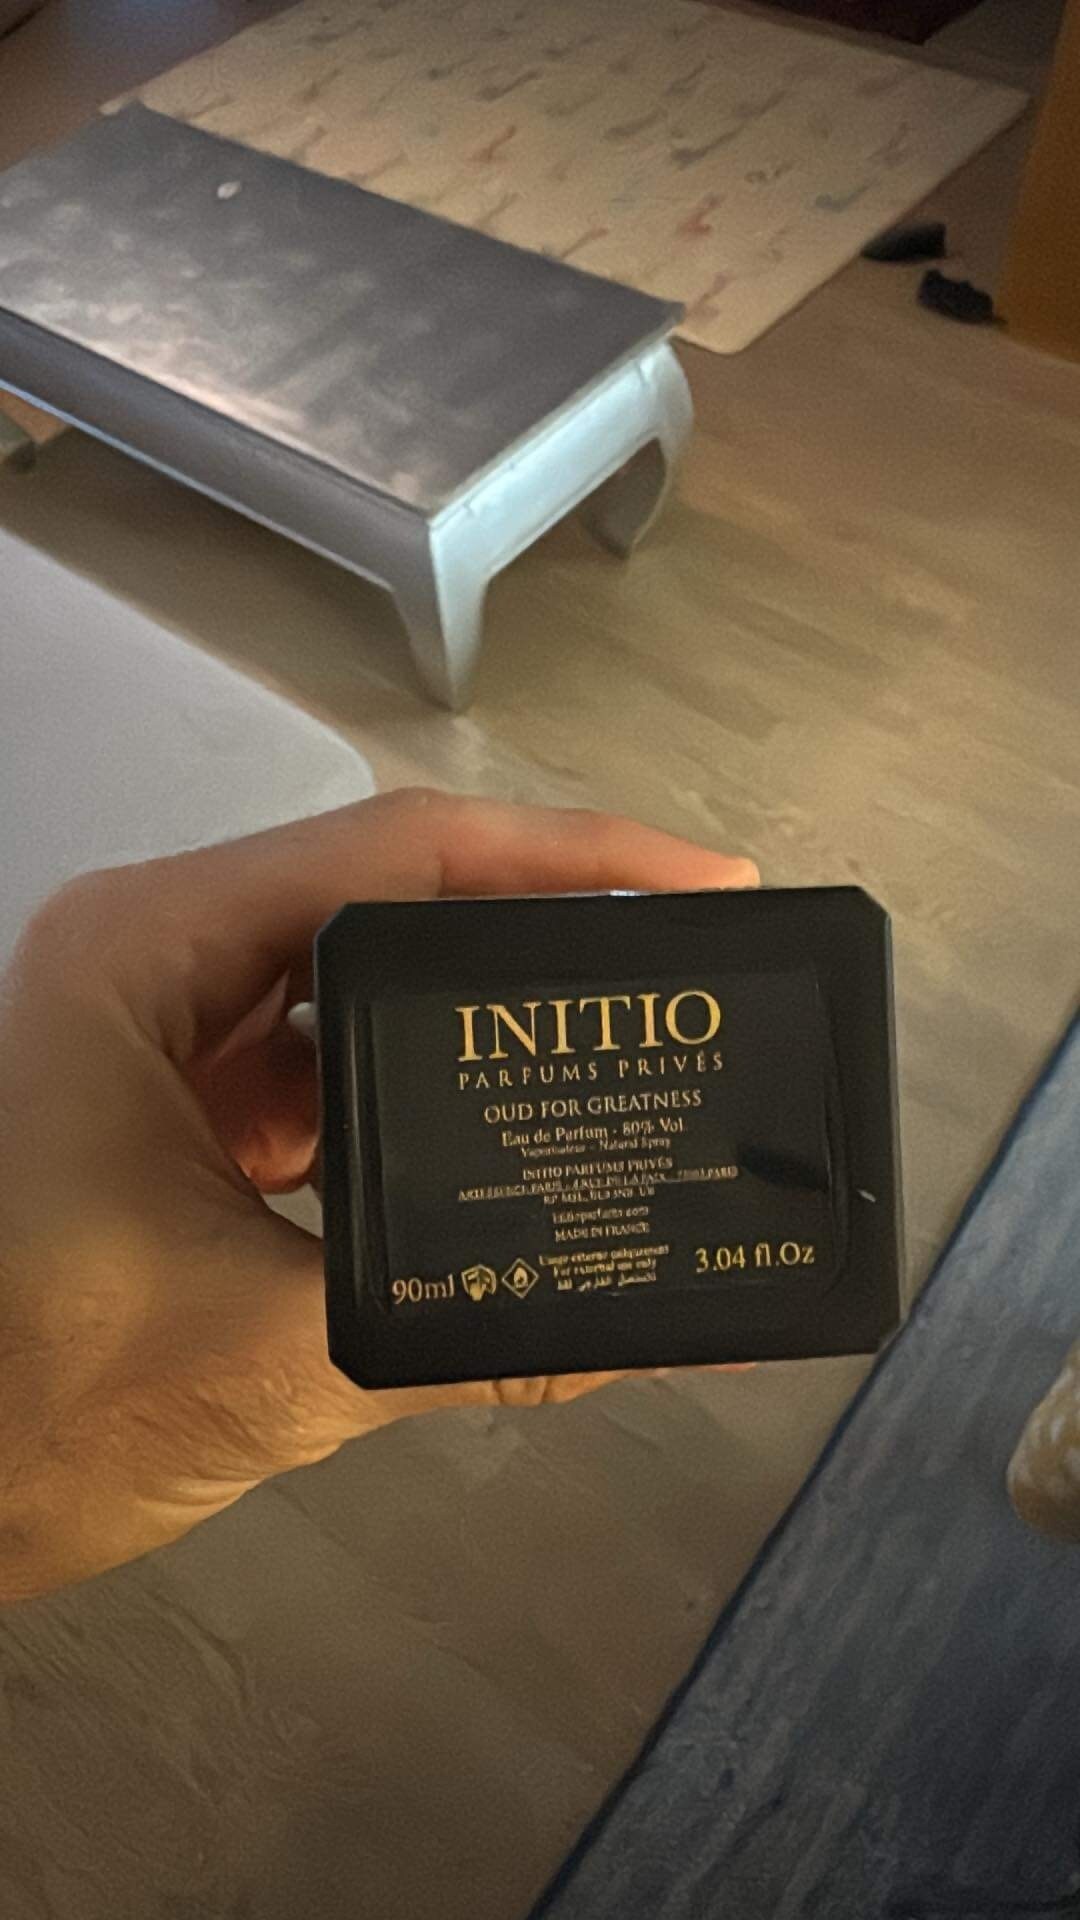 INITIO
PARFUMS PRIVÉS
OUD FOR GREATNESS
Eau de Parfum - 80% Vol.
Vaporisateur - Natural Spray
INITIO PARFUMS PRIVÉS
PARIS
MADE IN FRANCE
Usage externe uniquement
For external use only
90ml
3.04 fl.Oz